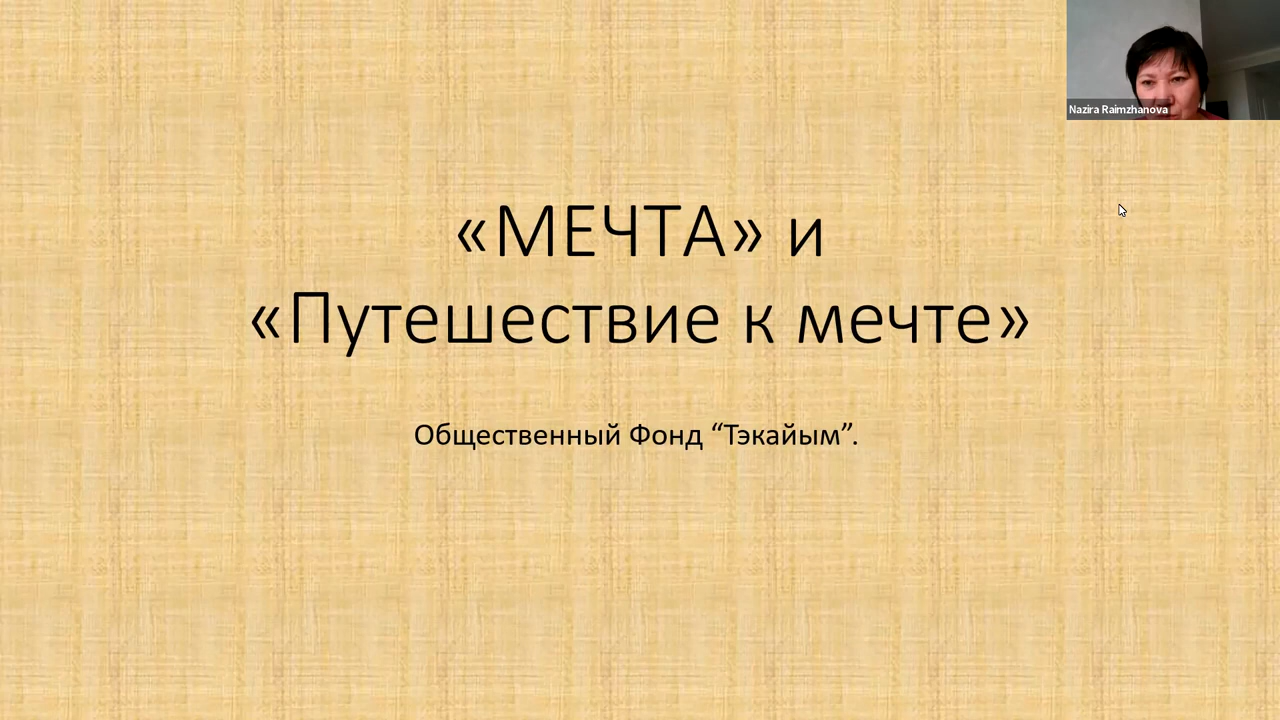 Nazira Raimzhanova
«МЕЧТА» и
«Путешествие к мечте»
Общественный Фонд “Тэкайым”.